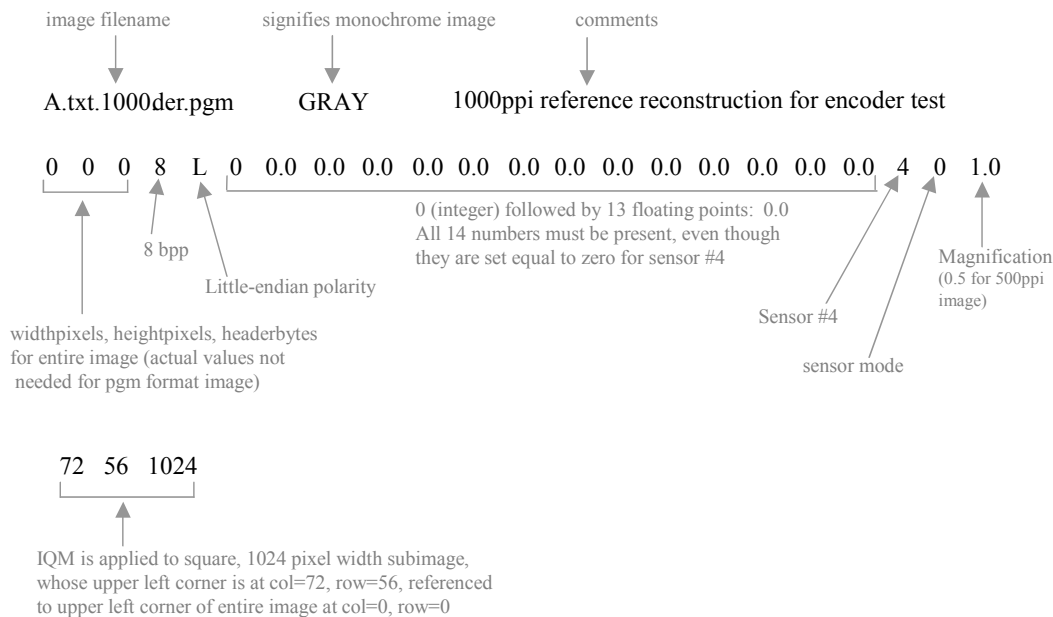 image filename
signifies monochrome image
comments
A.txt.1000.der.pgm GRAY 1000ppi reference reconstruction for encoder test
0 0 0 8 L 0 0.0 0.0 0.0 0.0 0.0 0.0 0.0 0.0 0.0 0.0 0.0 0.0 0.0 4 0 1.0
0 (integer) followed by 13 floating points: 0.0
All 14 numbers must be present, even though
they are set equal to zero for sensor #4
8 bpp
Little-endian polarity
Magnification
(0.5 for 500ppi
image)
Sensor #4
sensor mode
widthpixels, heightpixels, headerbytes
for entire image (actual values not
needed for pgm format image)
72 56 1024
IQM is applied to square, 1024 pixel width subimage,
whose upper left corner is at col=72, row=56, referenced
to upper left corner of entire image at col=0, row=0